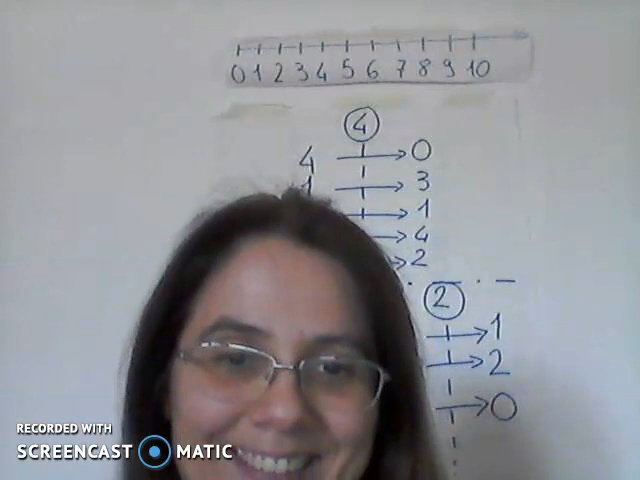 0 1 2 3 4 5 6 7 8 9 10
4
4 → 0
1 → 3
→ 1
→ 4
→ 2
2
→ 1
→ 2
→ 0
RECORDED WITH
SCREENCAST MATIC